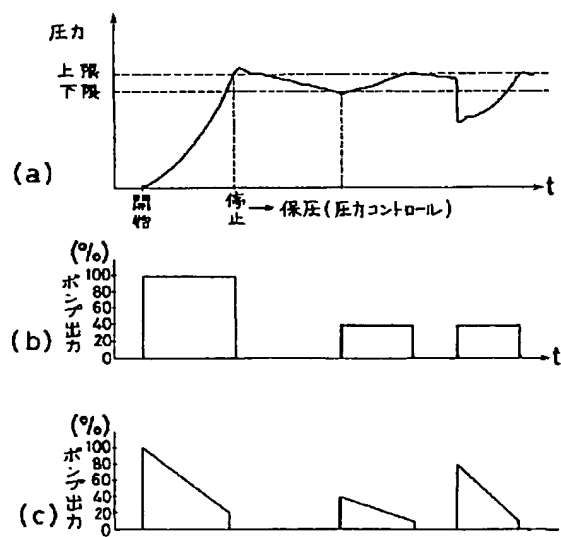 圧力
上限
下限
(a)
t
開始
停止
→ 保圧(圧力コントロール)
(%)
ポンプ出力
100
80
60
40
20
0
(b)
t
(%)
ポンプ出力
100
80
60
40
20
0
(c)